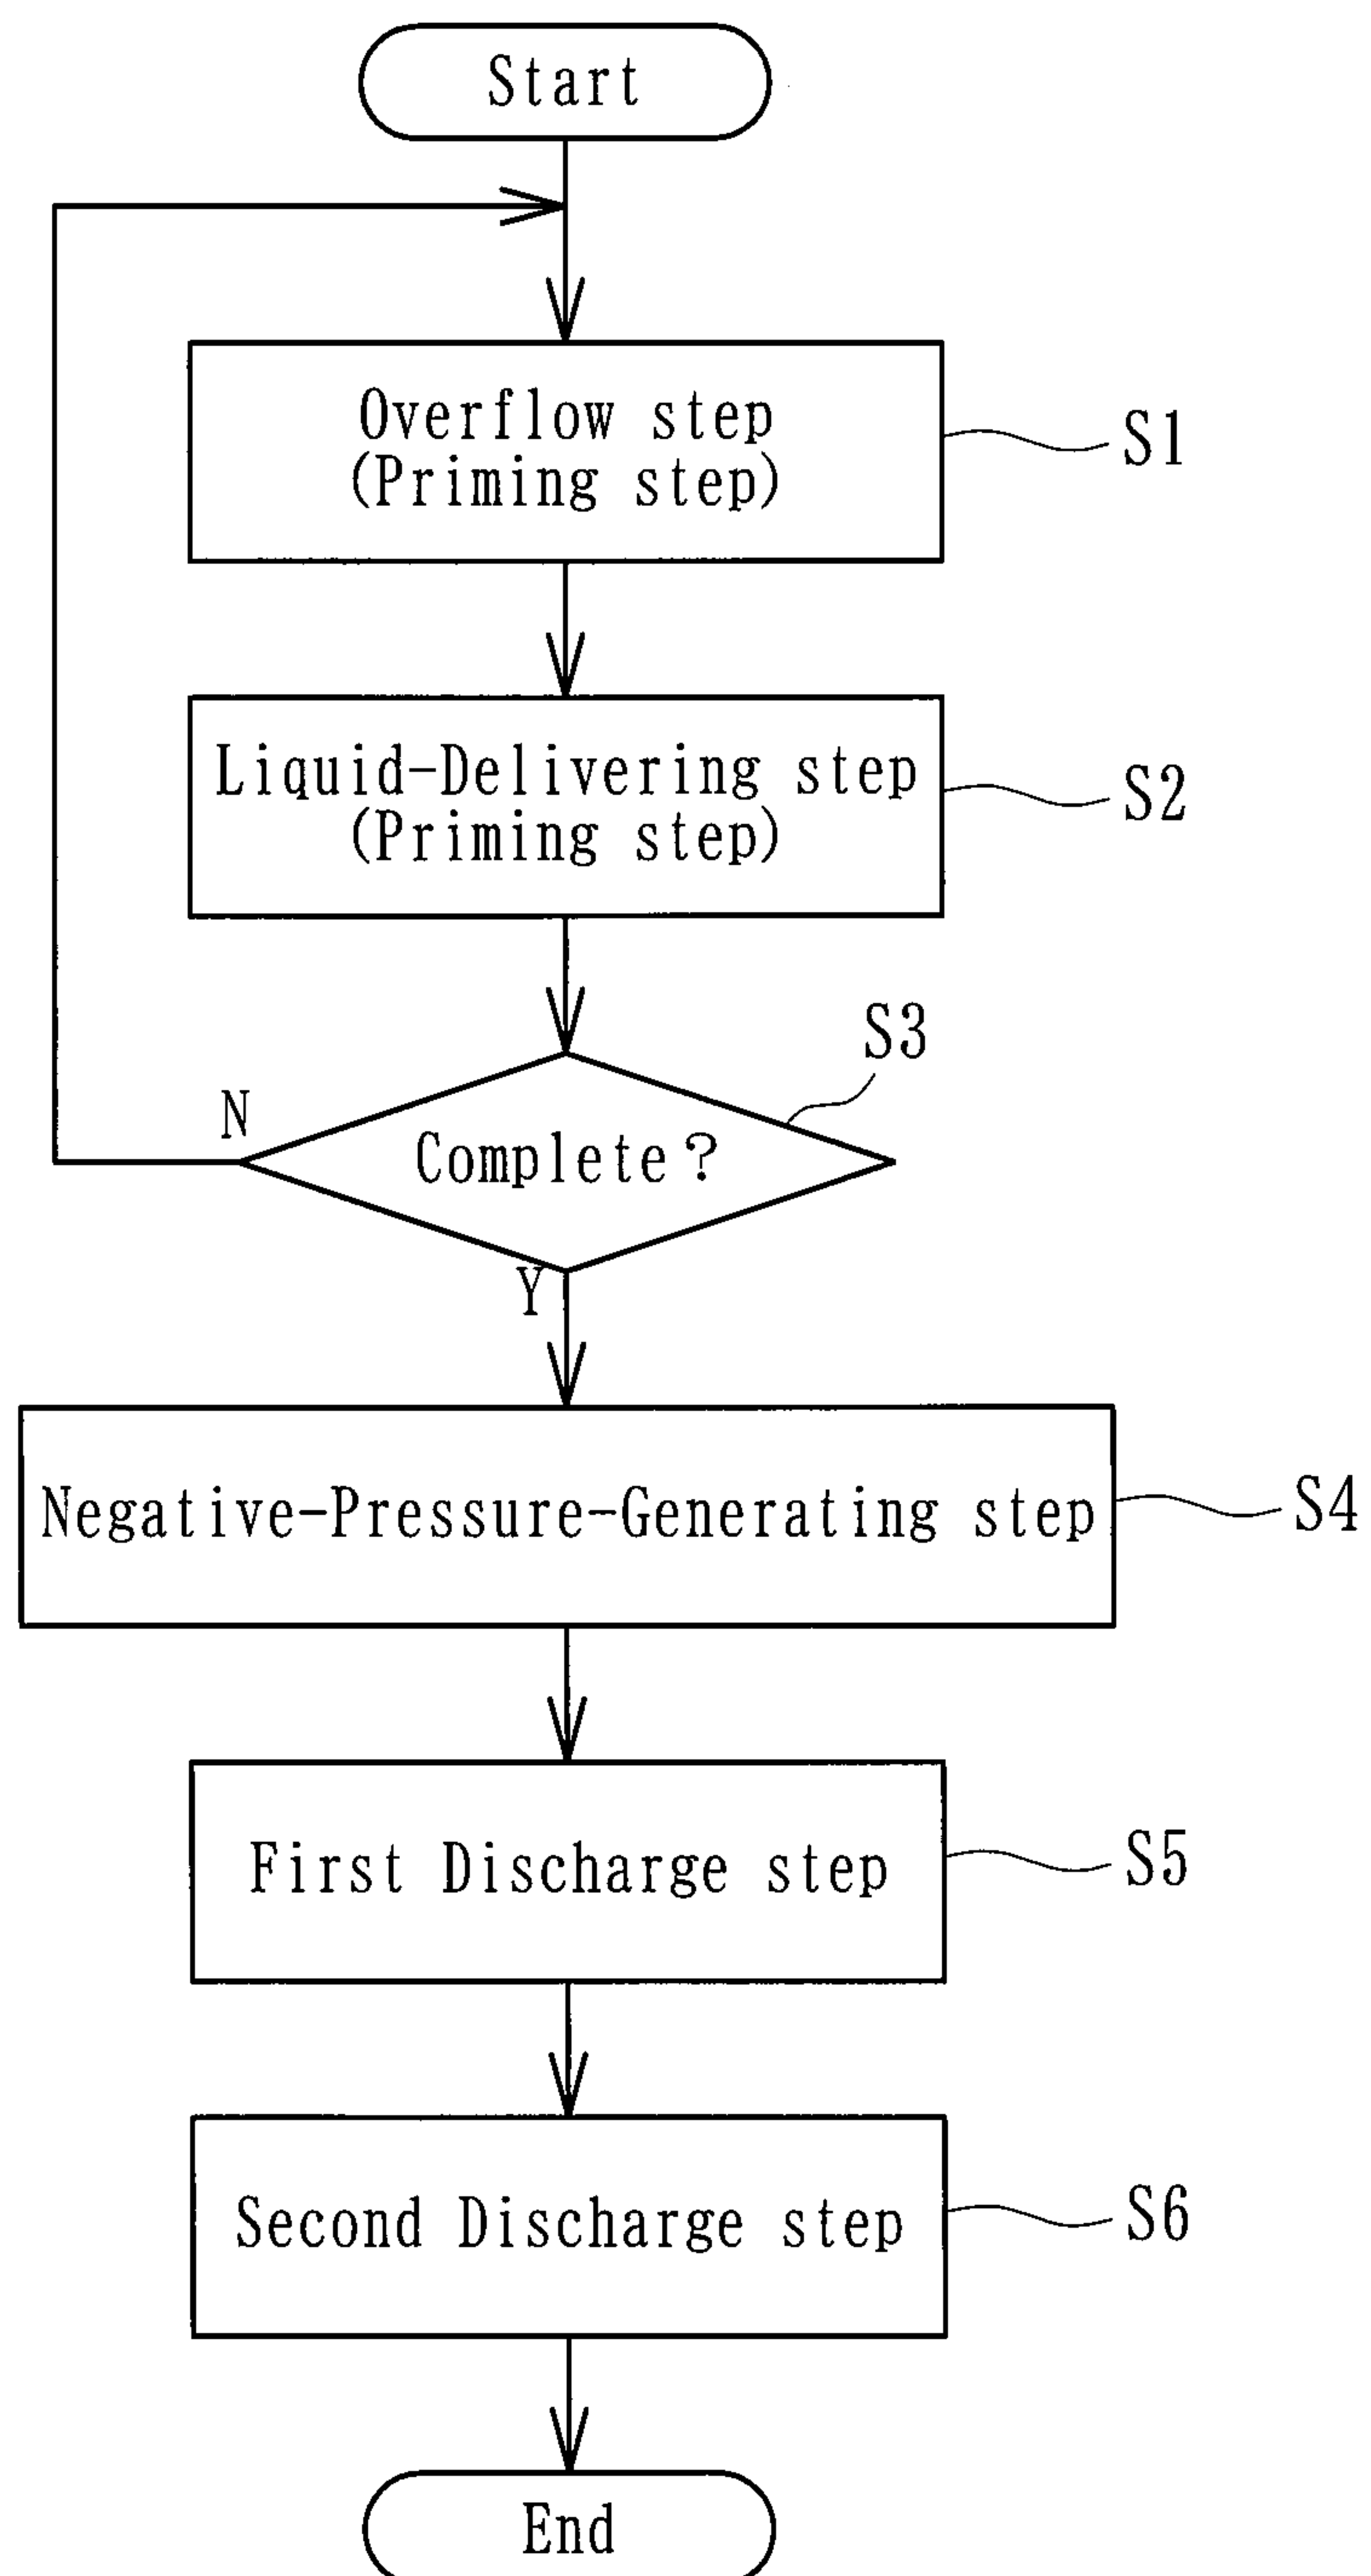 Start
Overflow step
(Priming step)
S1
Liquid-Delivering step
(Priming step)
S2
S3
N
Complete?
Y
Negative-Pressure-Generating step
S4
First Discharge step
S5
Second Discharge step
S6
End